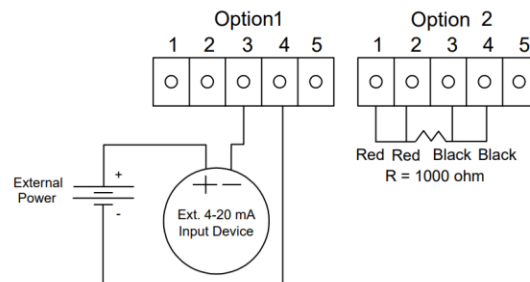 Option1
1 2 3 4 5
External
Power
+
-
+ -
Ext. 4-20 mA
Input Device
Option 2
1 2 3 4 5
Red Red Black Black
R = 1000 ohm